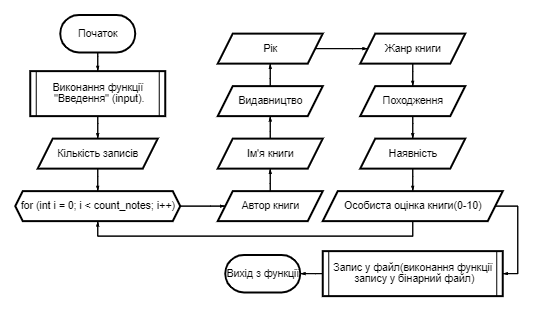 Початок
Виконання функції
"Введення" (input).
Кількість записів
for (int i = 0; i < count_notes; i++)
Автор книги
Ім'я книги
Видавництво
Рік
Жанр книги
Походження
Наявність
Особиста оцінка книги(0-10)
Запис у файл(виконання функції
запису у бінарний файл)
Вихід з функції